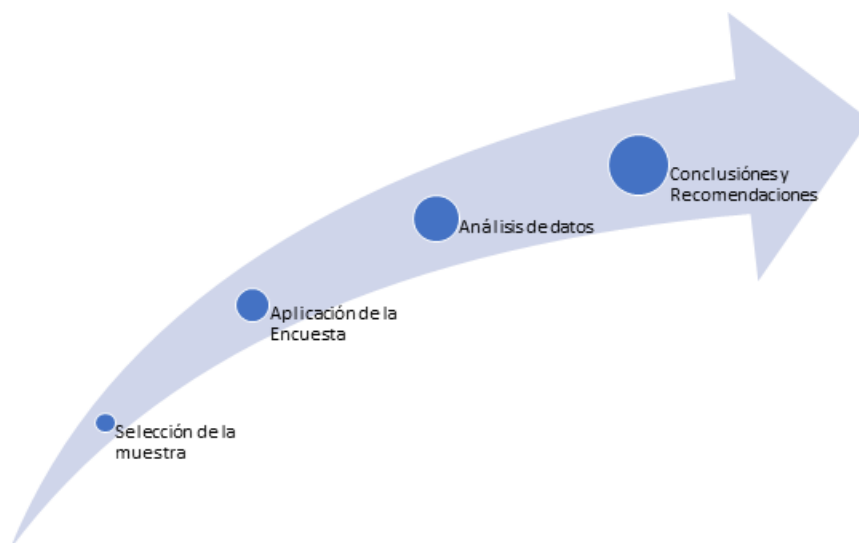 Conclusiónes y
Recomendaciones
Análisis de datos
Aplicación de la
Encuesta
Selección de la
muestra